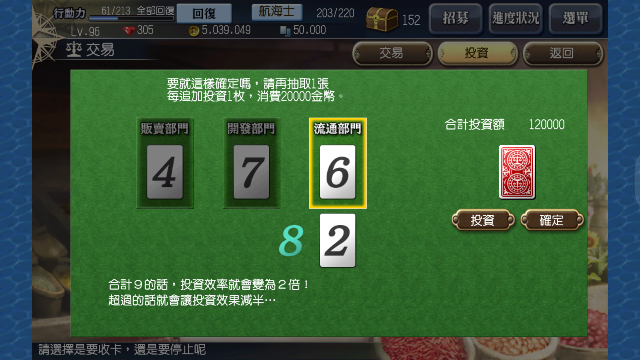 行動力 61/213 全部回復 回復 航海士 203/220 152 招募 進度狀況 選單
Lv.96 305 5.039.049 50.000
交易 交易 投資 返回
要就這樣確定嗎,請再抽取1張
每追加投資1枚,消費20000金幣。
販賣部門 開發部門 流通部門
合計投資額 120000
4 7 6
投資 確定
8 2
合計9的話,投資效率就會變為2倍!
超過的話就會讓投資效果減半…
請選擇是要收卡,還是要停止呢